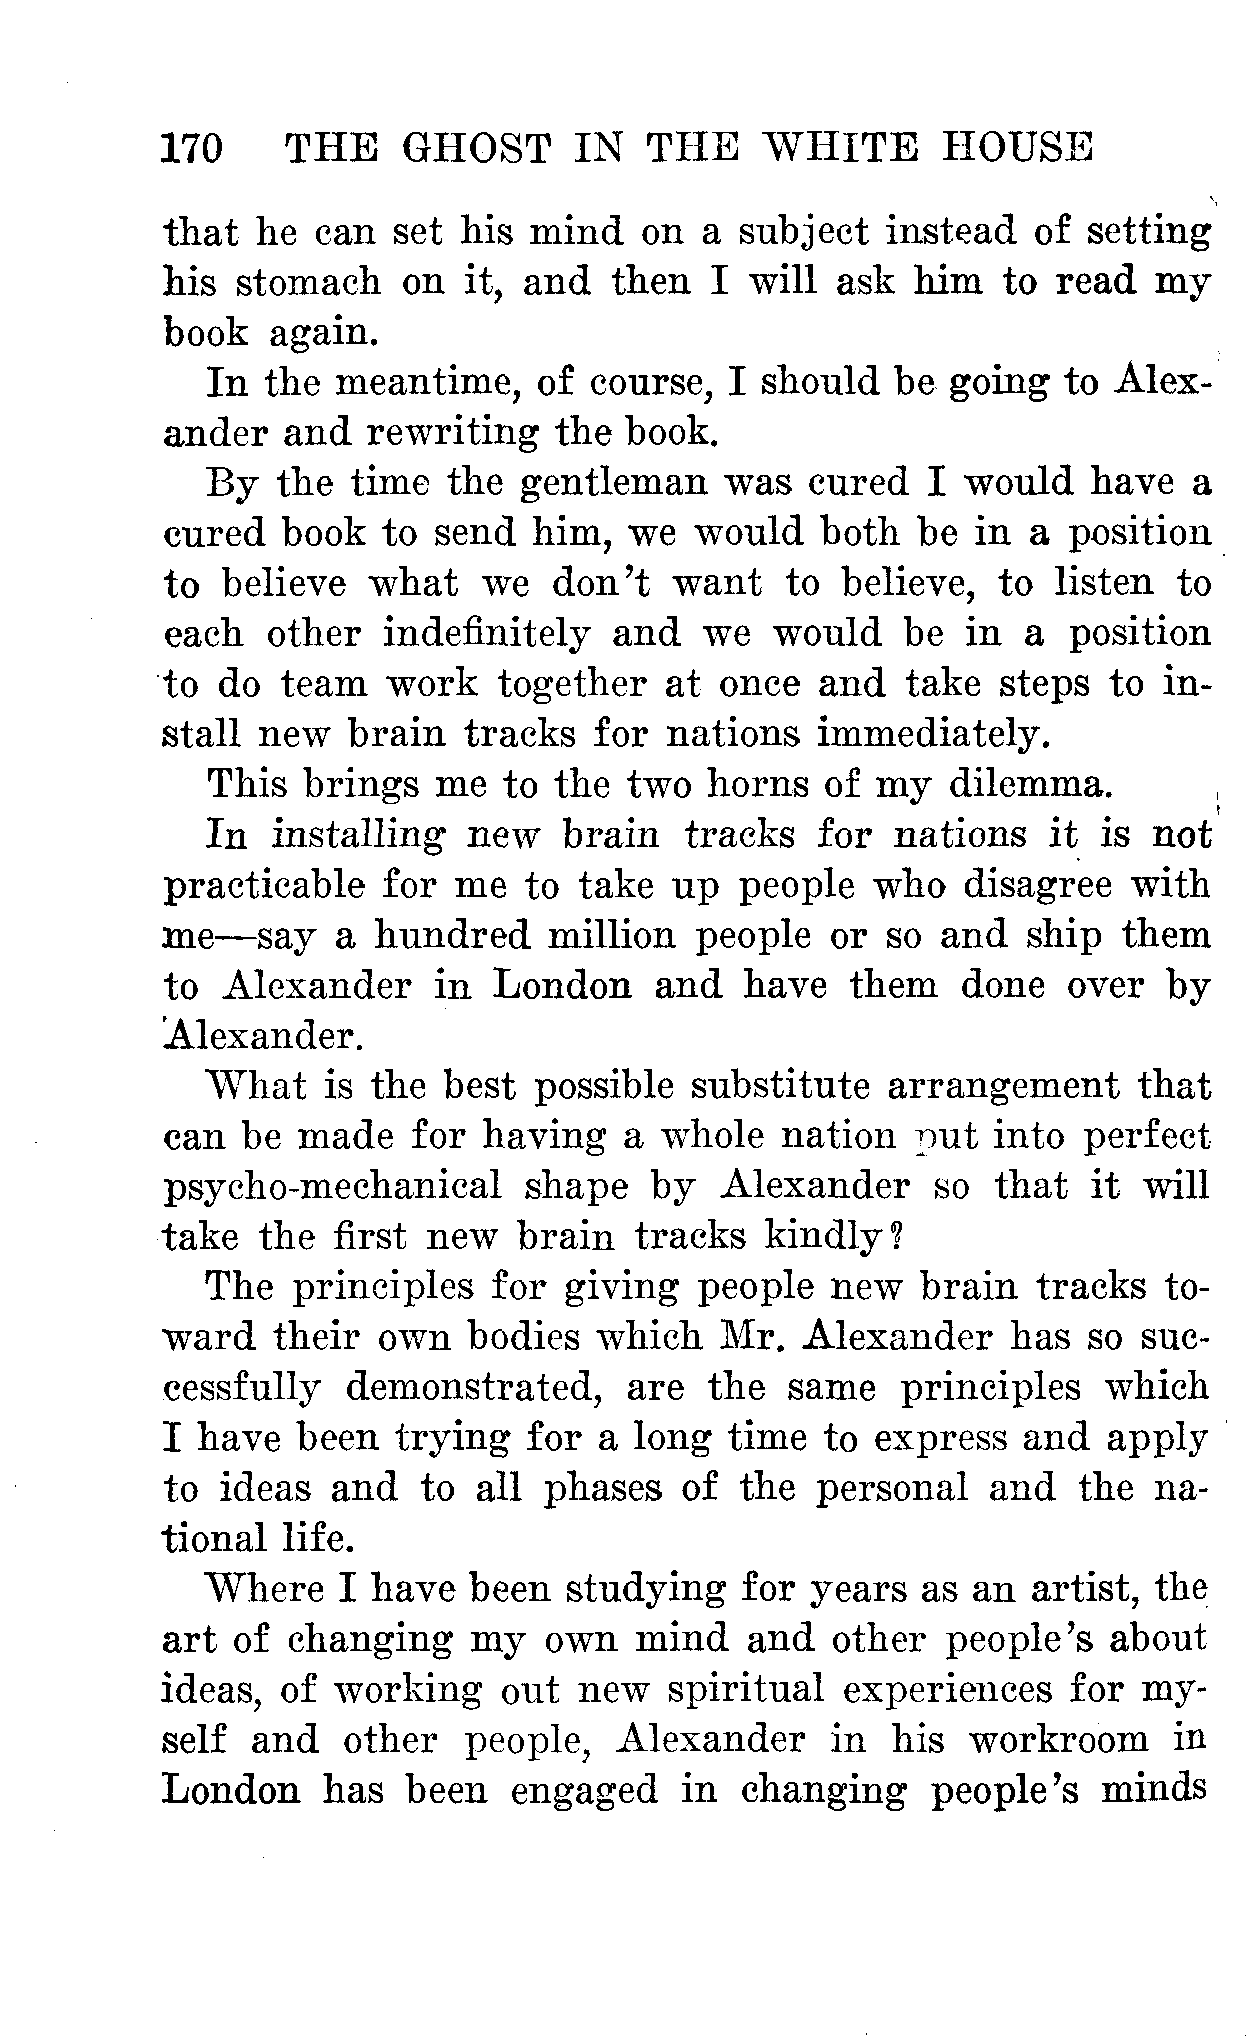 170 THE GHOST IN THE WHITE HOUSE
that he can set his mind on a subject instead of setting
his stomach on it, and then I will ask him to read my
book again.
In the meantime, of course, I should be going to Alex-
ander and rewriting the book.
By the time the gentleman was cured I would have a
cured book to send him, we would both be in a position
to believe what we don't want to believe, to listen to
each other indefinitely and we would be in a position
to do team work together at once and take steps to in-
stall new brain tracks for nations immediately.
This brings me to the two horns of my dilemma.
In installing new brain tracks for nations it is not
practicable for me to take up people who disagree with
me—say a hundred million people or so and ship them
to Alexander in London and have them done over by
Alexander.
What is the best possible substitute arrangement that
can be made for having a whole nation put into perfect
psycho-mechanical shape by Alexander so that it will
take the first new brain tracks kindly?
The principles for giving people new brain tracks to-
ward their own bodies which Mr. Alexander has so suc-
cessfully demonstrated, are the same principles which
I have been trying for a long time to express and apply
to ideas and to all phases of the personal and the na-
tional life.
Where I have been studying for years as an artist, the
art of changing my own mind and other people's about
ideas, of working out new spiritual experiences for my-
self and other people, Alexander in his workroom in
London has been engaged in changing people's minds